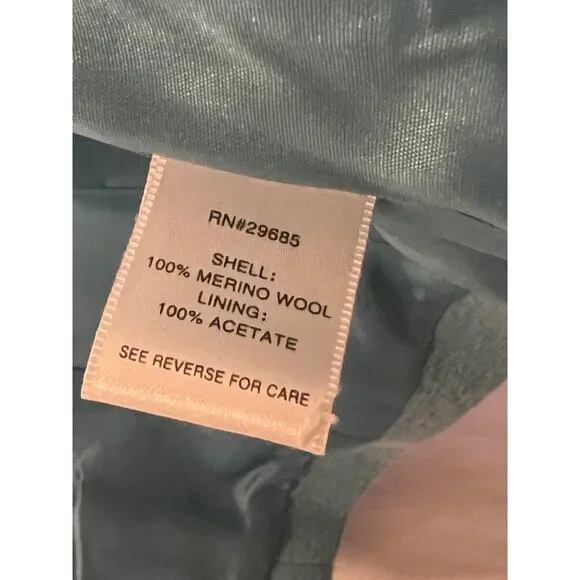 RN#29685
SHELL:
100% MERINO WOOL
LINING:
100% ACETATE
SEE REVERSE FOR CARE